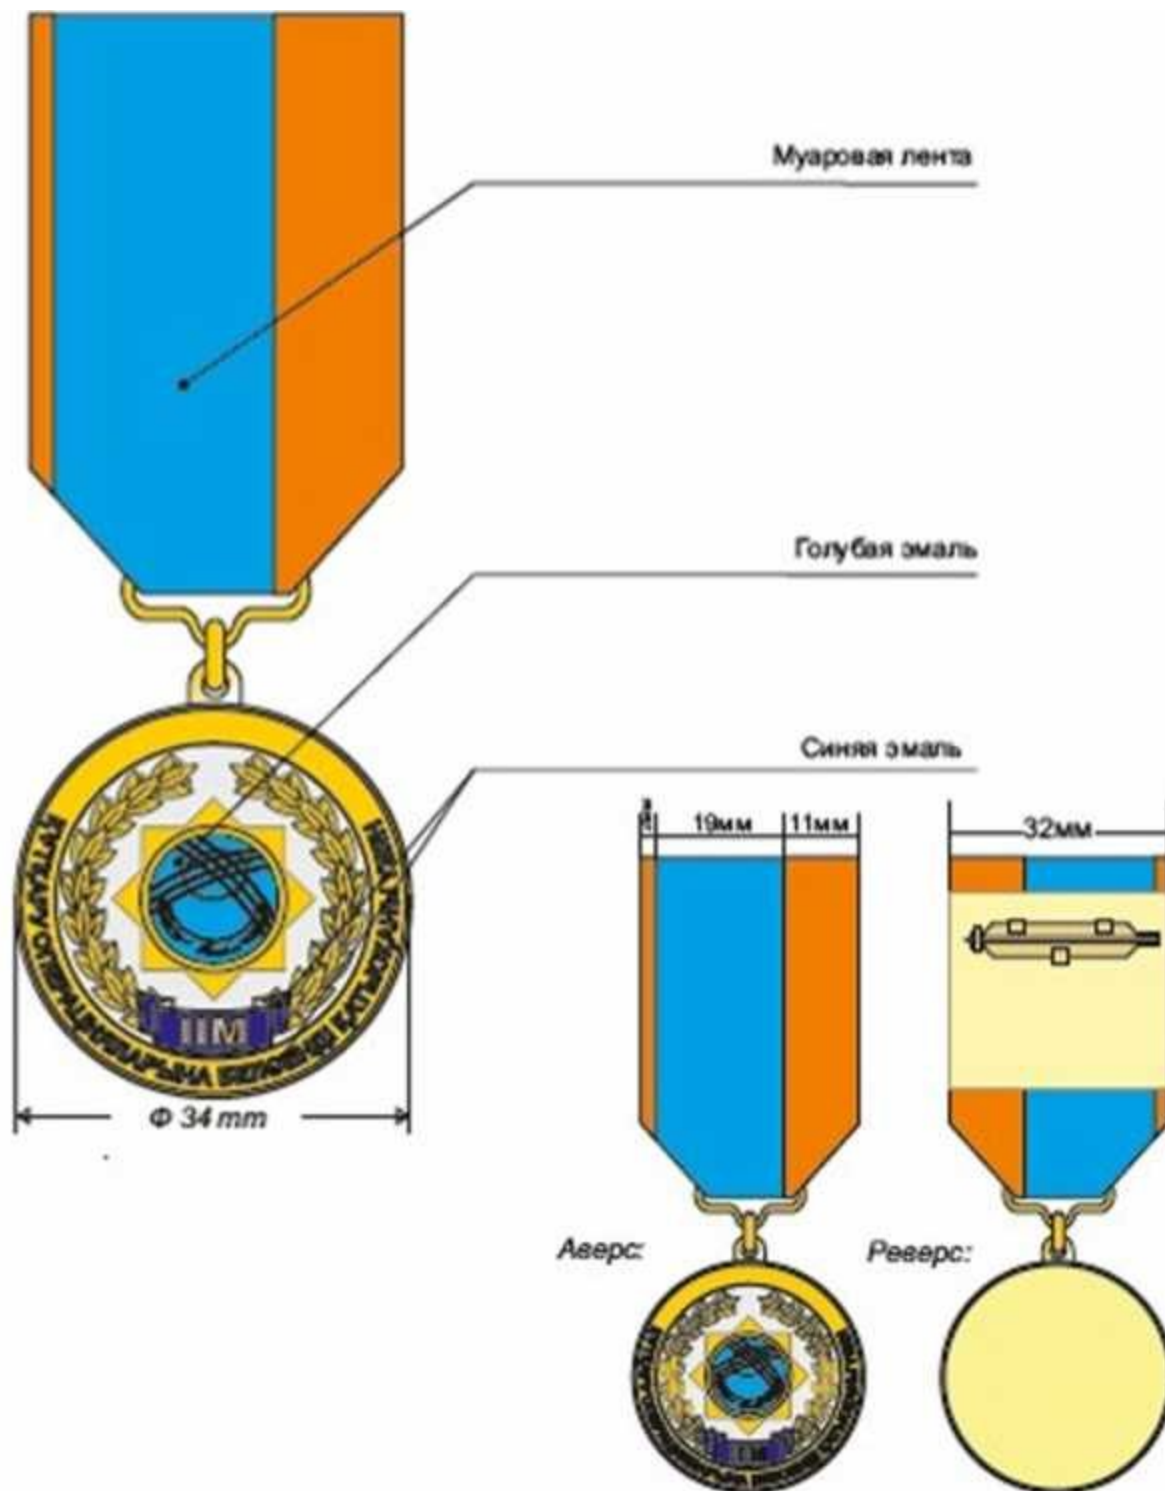 Муаровая лента
Голубая эмаль
Синяя эмаль
19мм
11мм
32мм
ІІМ
Ф 34 mm
Аверс:
Реверс: